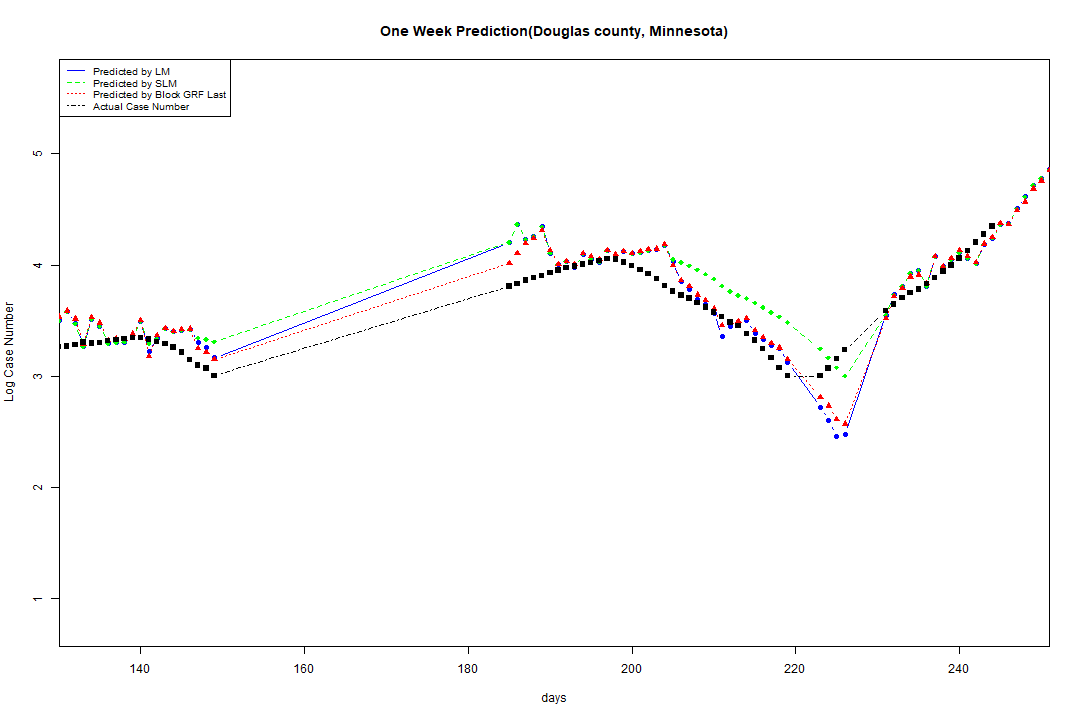 One Week Prediction(Douglas county, Minnesota)
Predicted by LM
Predicted by SLM
Predicted by Block GRF Last
Actual Case Number
5
4
3
2
1
Log Case Number
140 160 180 200 220 240
days